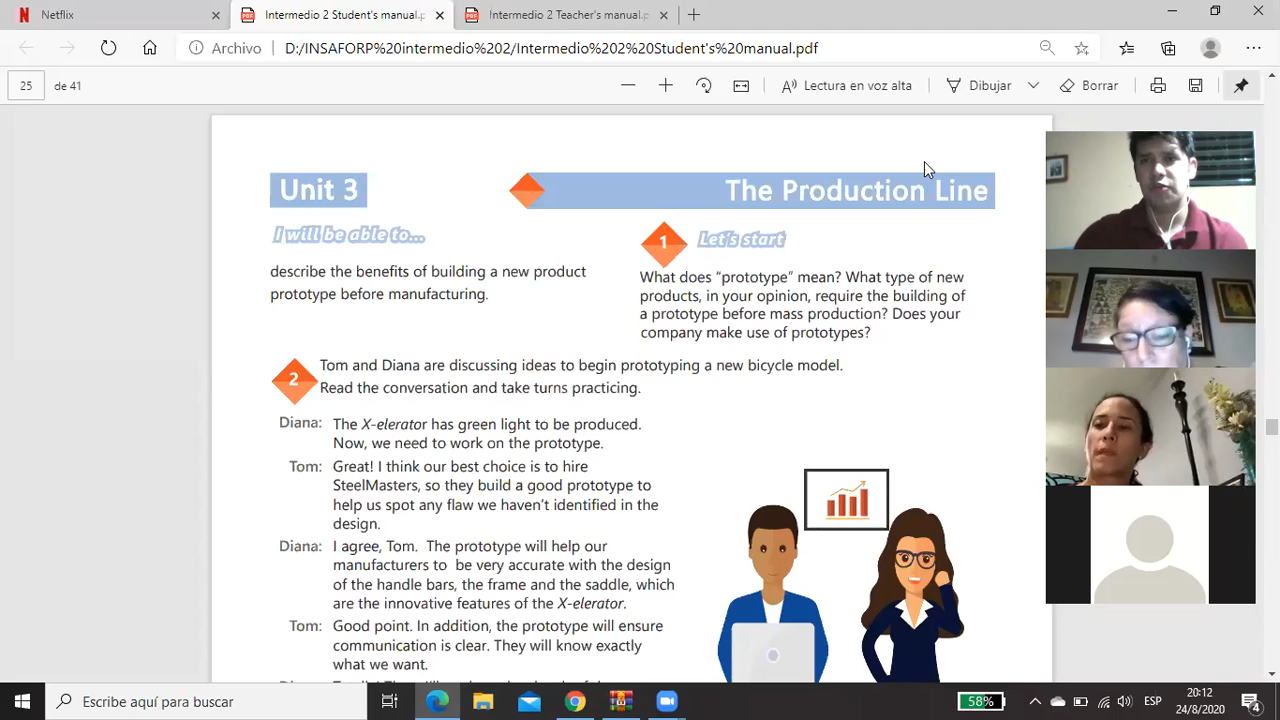 Netflix
Intermedio 2 Student's manual.p
Intermedio 2 Teacher's manual.p
Archivo
D:/INSAFORP%20intermedio%202/Intermedio%202%20Student's%20manual.pdf
25 de 41
Lectura en voz alta
Dibujar
Borrar
Unit 3
The Production Line
I will be able to...
describe the benefits of building a new product
prototype before manufacturing.
1 Let's start
What does "prototype" mean? What type of new
products, in your opinion, require the building of
a prototype before mass production? Does your
company make use of prototypes?
2
Tom and Diana are discussing ideas to begin prototyping a new bicycle model.
Read the conversation and take turns practicing.
Diana: The X-elerator has green light to be produced.
Now, we need to work on the prototype.
Tom: Great! I think our best choice is to hire
SteelMasters, so they build a good prototype to
help us spot any flaw we haven't identified in the
design.
Diana: I agree, Tom. The prototype will help our
manufacturers to be very accurate with the design
of the handle bars, the frame and the saddle, which
are the innovative features of the X-elerator.
Tom: Good point. In addition, the prototype will ensure
communication is clear. They will know exactly
what we want.
Escribe aquí para buscar
58%
ESP
20:12
24/8/2020
4